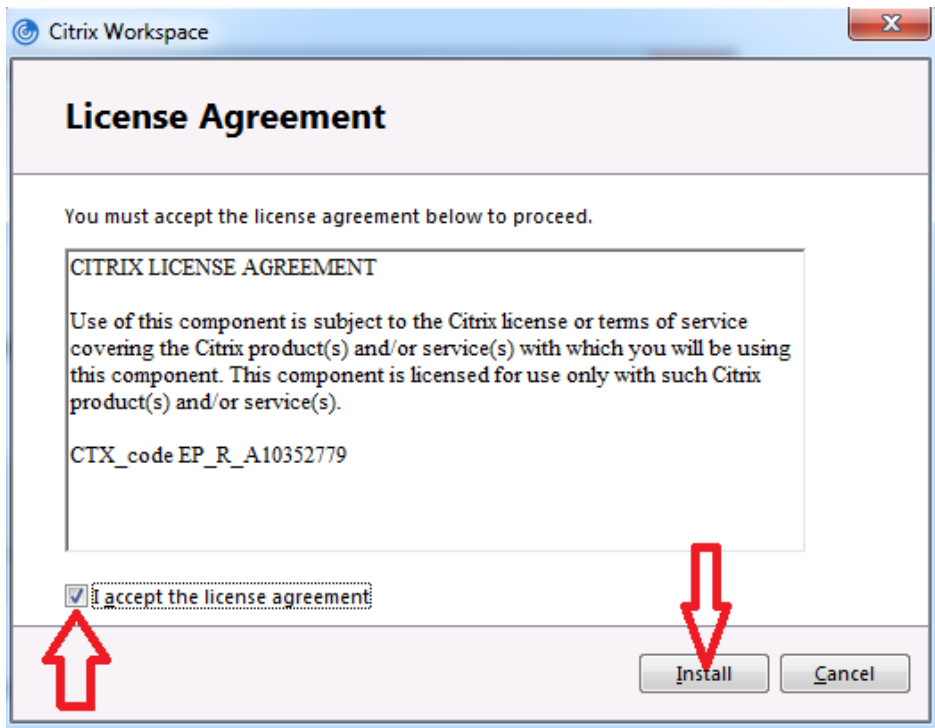 Citrix Workspace
License Agreement
You must accept the license agreement below to proceed.
CITRIX LICENSE AGREEMENT
Use of this component is subject to the Citrix license or terms of service
covering the Citrix product(s) and/or service(s) with which you will be using
this component. This component is licensed for use only with such Citrix
product(s) and/or service(s).
CTX_code EP_R_A10352779
I accept the license agreement
Install
Cancel